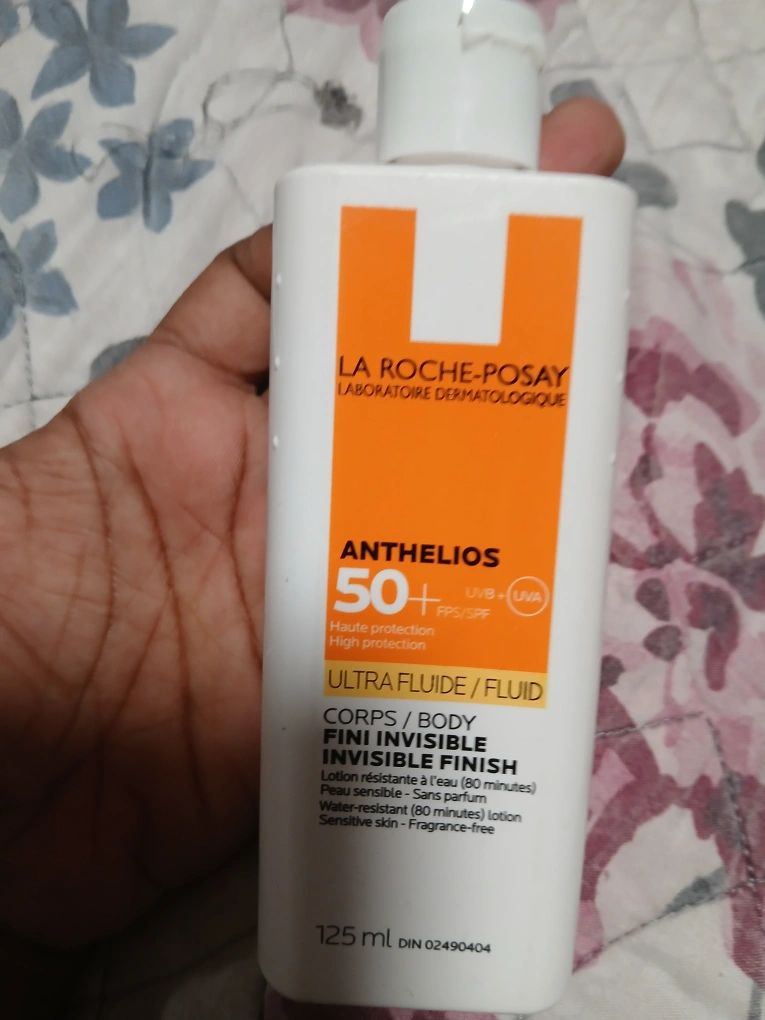 LA ROCHE-POSAY
LABORATOIRE DERMATOLOGIQUE
ANTHELIOS
50+ FPS/SPF UVB + UVA
Haute protection
High protection
ULTRA FLUIDE / FLUID
CORPS / BODY
FINI INVISIBLE
INVISIBLE FINISH
Lotion résistante à l'eau (80 minutes)
Peau sensible - Sans parfum
Water-resistant (80 minutes) lotion
Sensitive skin - Fragrance-free
125 ml DIN 02490404